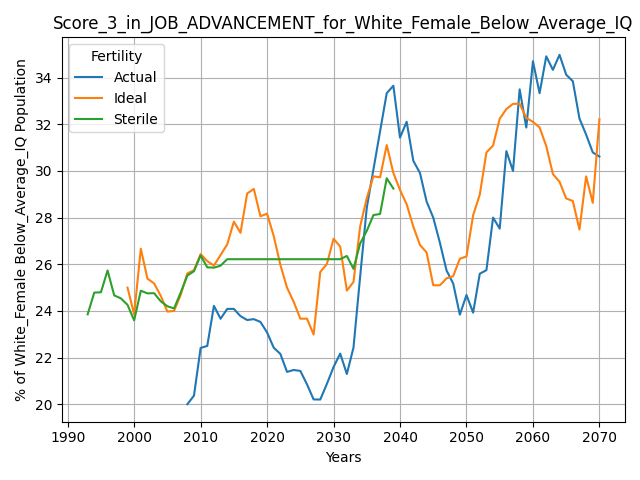 Score_3_in_JOB_ADVANCEMENT_for_White_Female_Below_Average_IQ
% of White_Female Below_Average_IQ Population
34
32
30
28
26
24
22
20
Fertility
Actual
Ideal
Sterile
1990 2000 2010 2020 2030 2040 2050 2060 2070
Years